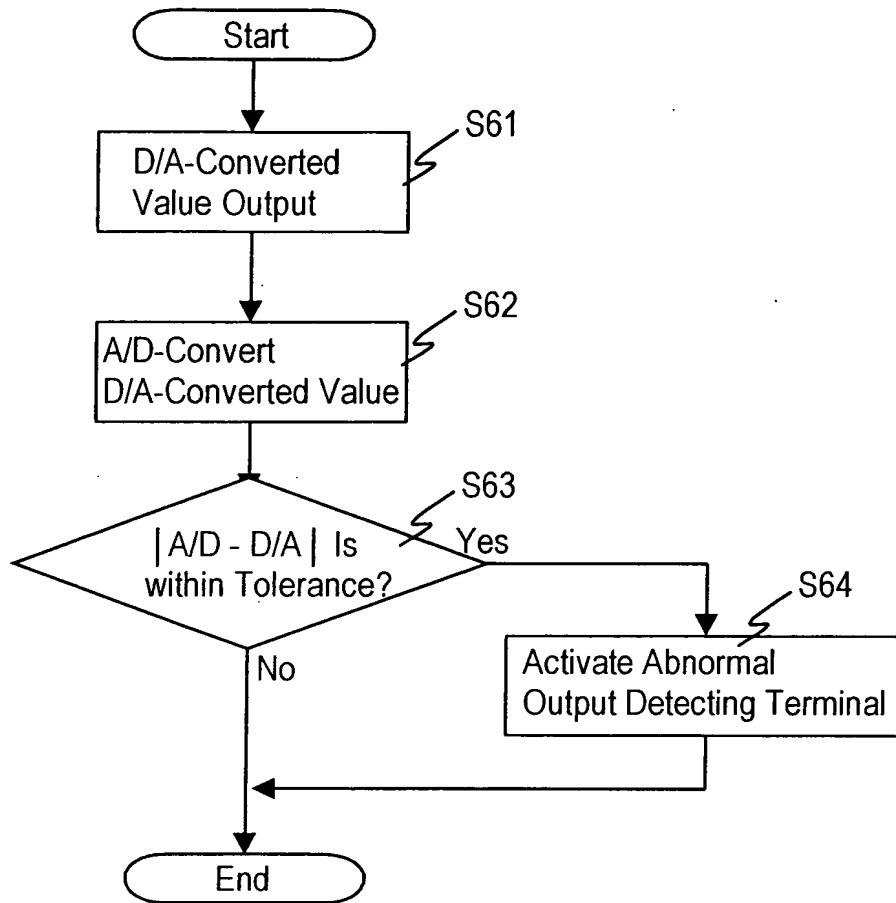 Start
S61
D/A-Converted
Value Output
S62
A/D-Convert
D/A-Converted Value
S63
| A/D - D/A | Is
within Tolerance?
Yes
No
S64
Activate Abnormal
Output Detecting Terminal
End